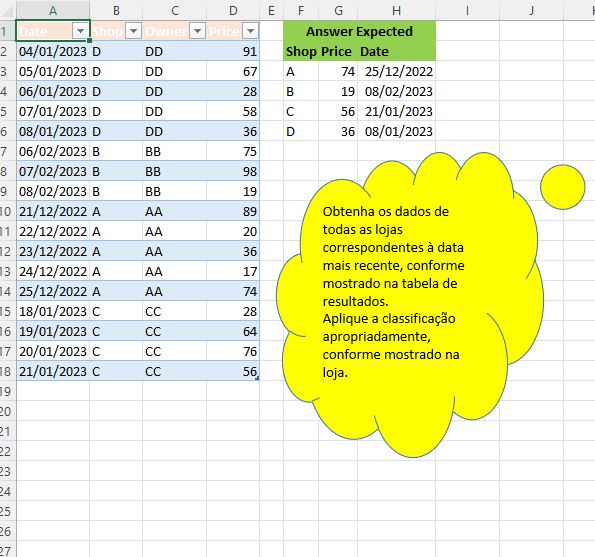 A B C D E F G H I J K
1 Date Shop Owner Price Answer Expected
2 04/01/2023 D DD 91 Shop Price Date
3 05/01/2023 D DD 67 A 74 25/12/2022
4 06/01/2023 D DD 28 B 19 08/02/2023
5 07/01/2023 D DD 58 C 56 21/01/2023
6 08/01/2023 D DD 36 D 36 08/01/2023
7 06/02/2023 B BB 75
8 07/02/2023 B BB 98
9 08/02/2023 B BB 19
10 21/12/2022 A AA 89
11 22/12/2022 A AA 20
12 23/12/2022 A AA 36
13 24/12/2022 A AA 17
14 25/12/2022 A AA 74
15 18/01/2023 C CC 28
16 19/01/2023 C CC 64
17 20/01/2023 C CC 76
18 21/01/2023 C CC 56
19
20
21
22
23
24
25
26
27
Obtenha os dados de
todas as lojas
correspondentes à data
mais recente, conforme
mostrado na tabela de
resultados.
Aplique a classificação
apropriadamente,
conforme mostrado na
loja.